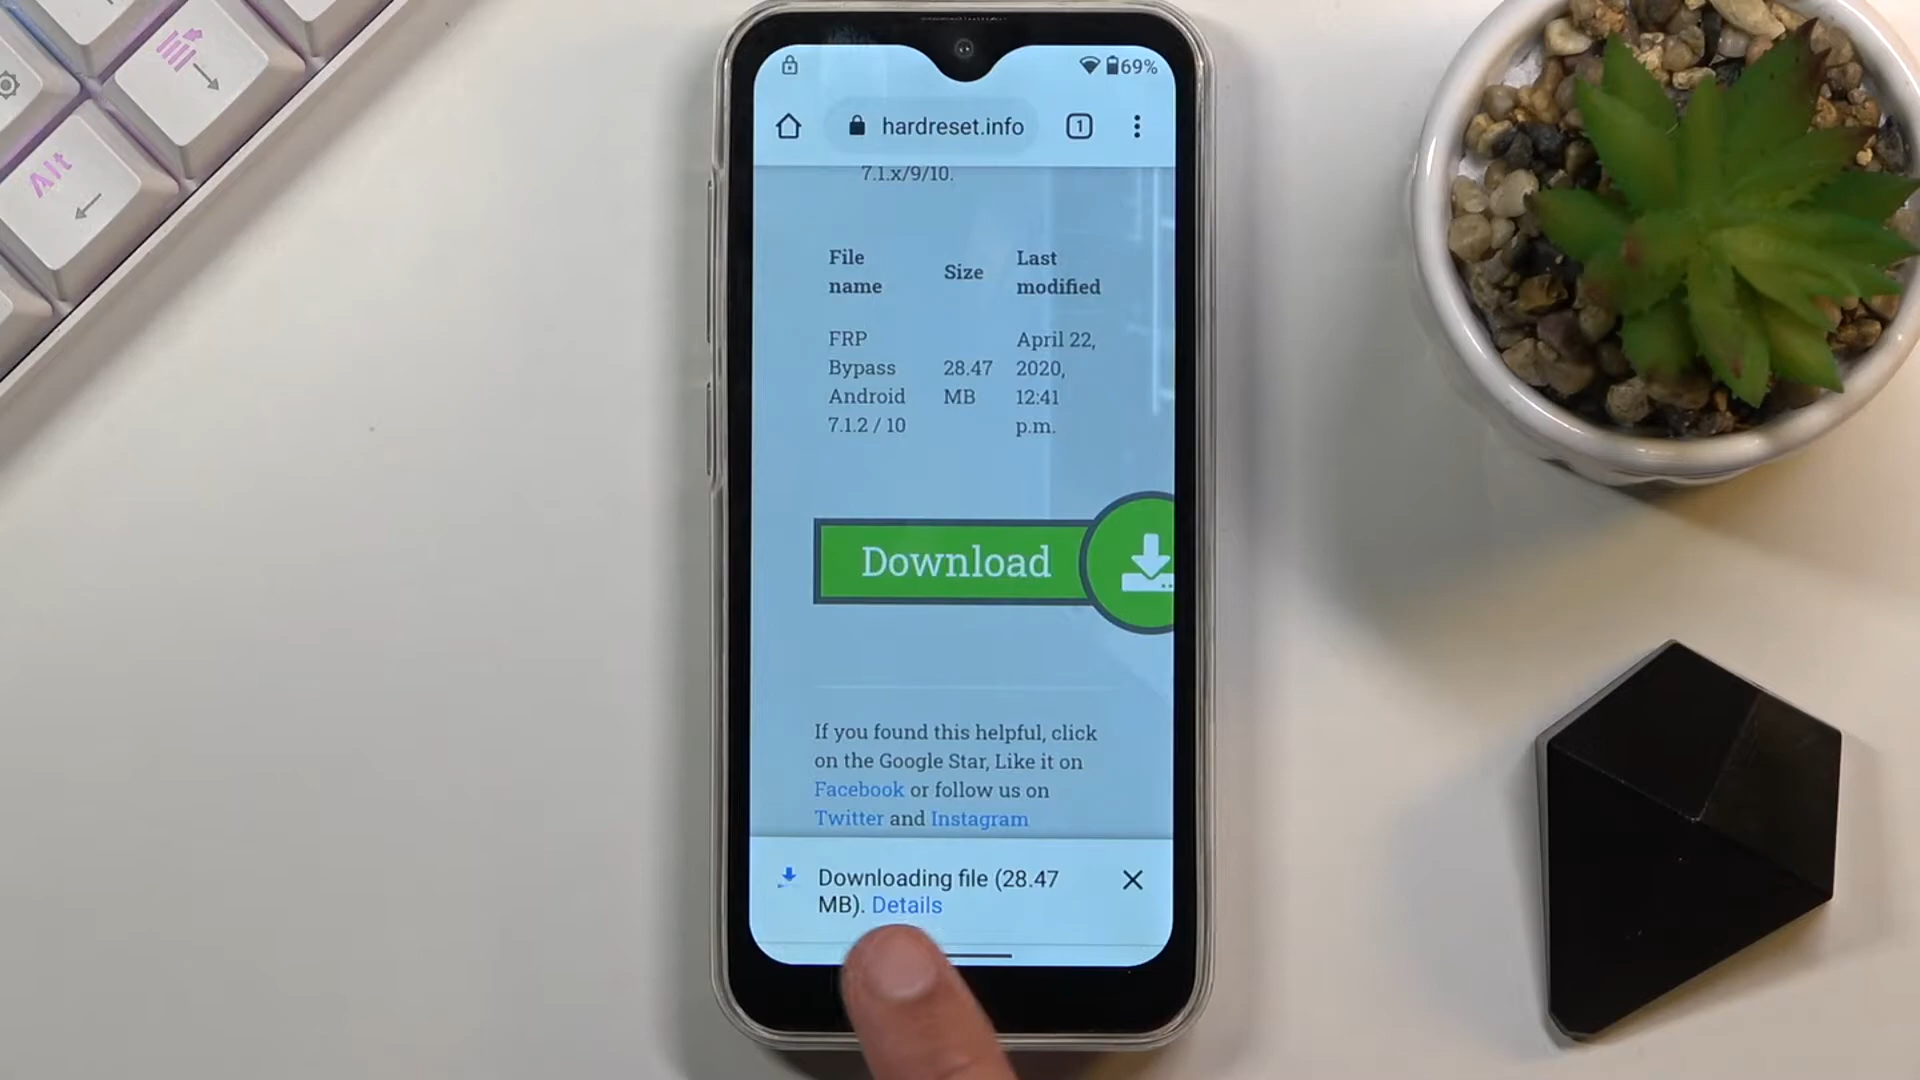 Alt
69%
hardreset.info
1
7.1.x/9/10.
File name
Size
Last modified
FRP Bypass Android 7.1.2 / 10
28.47 MB
April 22, 2020, 12:41 p.m.
Download
If you found this helpful, click
on the Google Star, Like it on
Facebook or follow us on
Twitter and Instagram
Downloading file (28.47
MB). Details